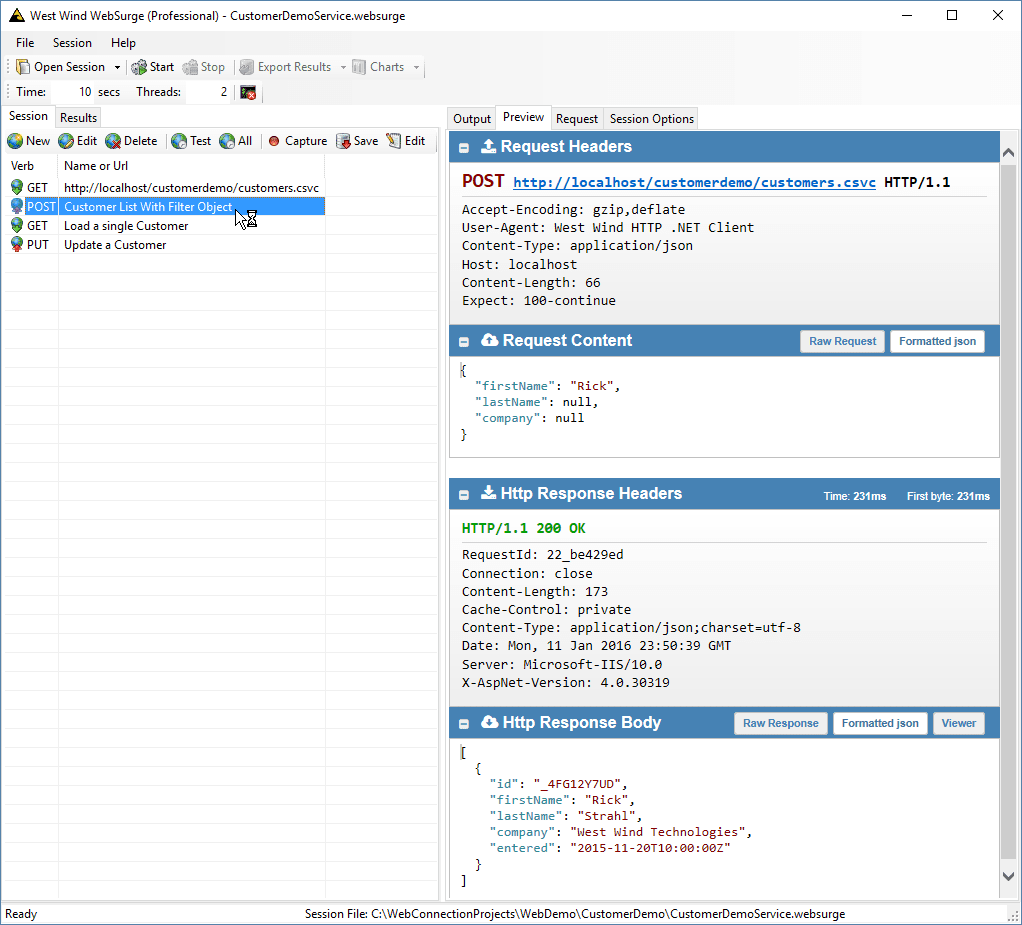 West Wind WebSurge (Professional) - CustomerDemoService.websurge
File Session Help
Open Session Start Stop Export Results Charts
Time: 10 secs Threads: 2
Session Results
New Edit Delete Test All Capture Save Edit
Verb Name or Url
GET http://localhost/customerdemo/customers.csvc
POST Customer List With Filter Object
GET Load a single Customer
PUT Update a Customer
Output Preview Request Session Options
Request Headers
POST http://localhost/customerdemo/customers.csvc HTTP/1.1
Accept-Encoding: gzip,deflate
User-Agent: West Wind HTTP .NET Client
Content-Type: application/json
Host: localhost
Content-Length: 66
Expect: 100-continue
Request Content Raw Request Formatted json
{
"firstName": "Rick",
"lastName": null,
"company": null
}
Http Response Headers Time: 231ms First byte: 231ms
HTTP/1.1 200 OK
RequestId: 22_be429ed
Connection: close
Content-Length: 173
Cache-Control: private
Content-Type: application/json;charset=utf-8
Date: Mon, 11 Jan 2016 23:50:39 GMT
Server: Microsoft-IIS/10.0
X-AspNet-Version: 4.0.30319
Http Response Body Raw Response Formatted json Viewer
[
{
"id": "_4FG12Y7UD",
"firstName": "Rick",
"lastName": "Strahl",
"company": "West Wind Technologies",
"entered": "2015-11-20T10:00:00Z"
}
]
Ready Session File: C:\WebConnectionProjects\WebDemo\CustomerDemo\CustomerDemoService.websurge